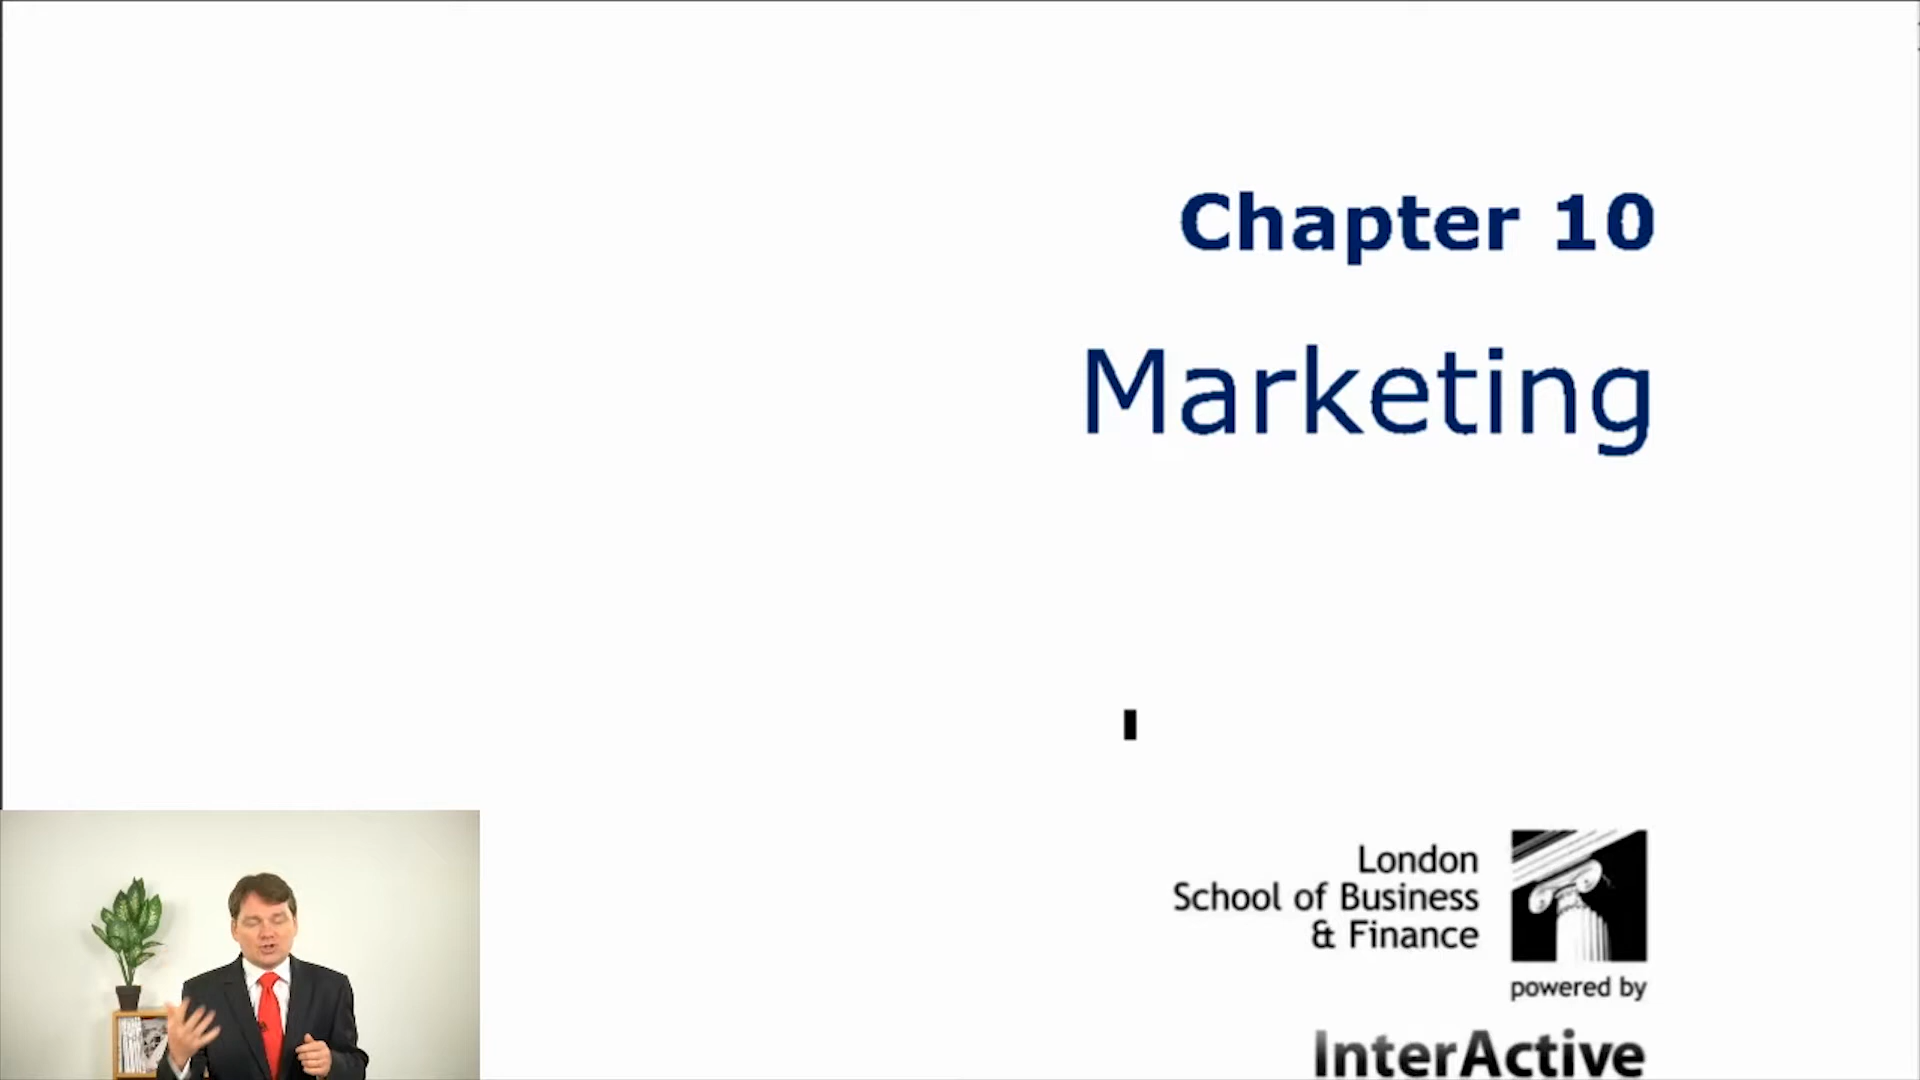 Chapter 10
Marketing
London
School of Business
& Finance
powered by
InterActive